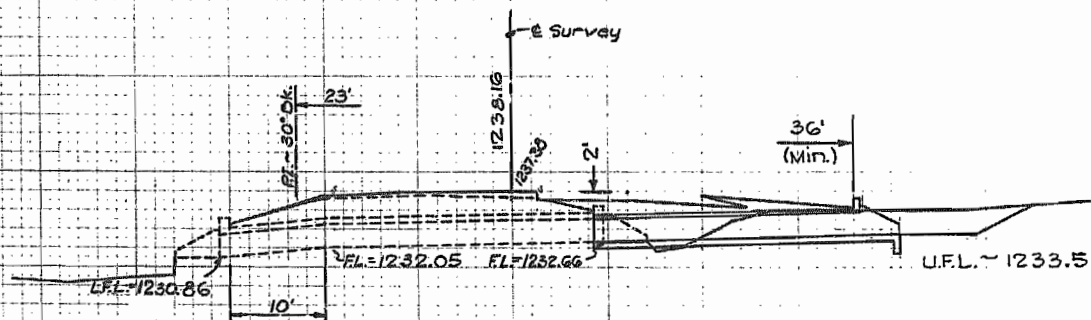 ℄ Survey
23'
P.I. ~ 30° Bk.
1238.16
1237.38
2'
36'
(Min.)
F.L.=1232.05
F.L.=1232.66
U.F.L. ~ 1233.5
L.F.L.=1230.86
10'